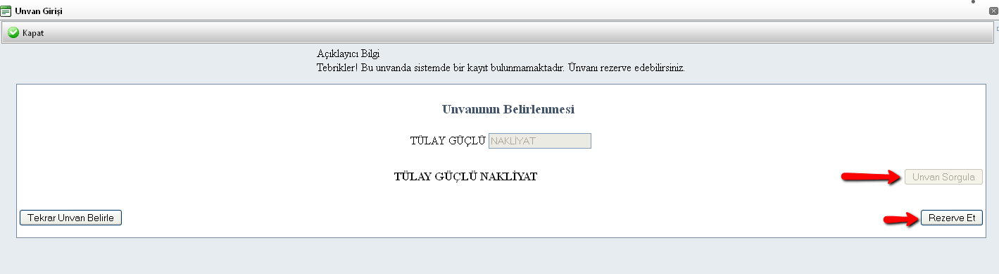 Unvan Girişi
Kapat
Açıklayıcı Bilgi
Tebrikler! Bu unvanda sistemde bir kayıt bulunmamaktadır. Ünvanı rezerve edebilirsiniz.
Unvanının Belirlenmesi
TÜLAY GÜÇLÜ NAKLİYAT
TÜLAY GÜÇLÜ NAKLİYAT
Unvan Sorgula
Tekrar Unvan Belirle
Rezerve Et